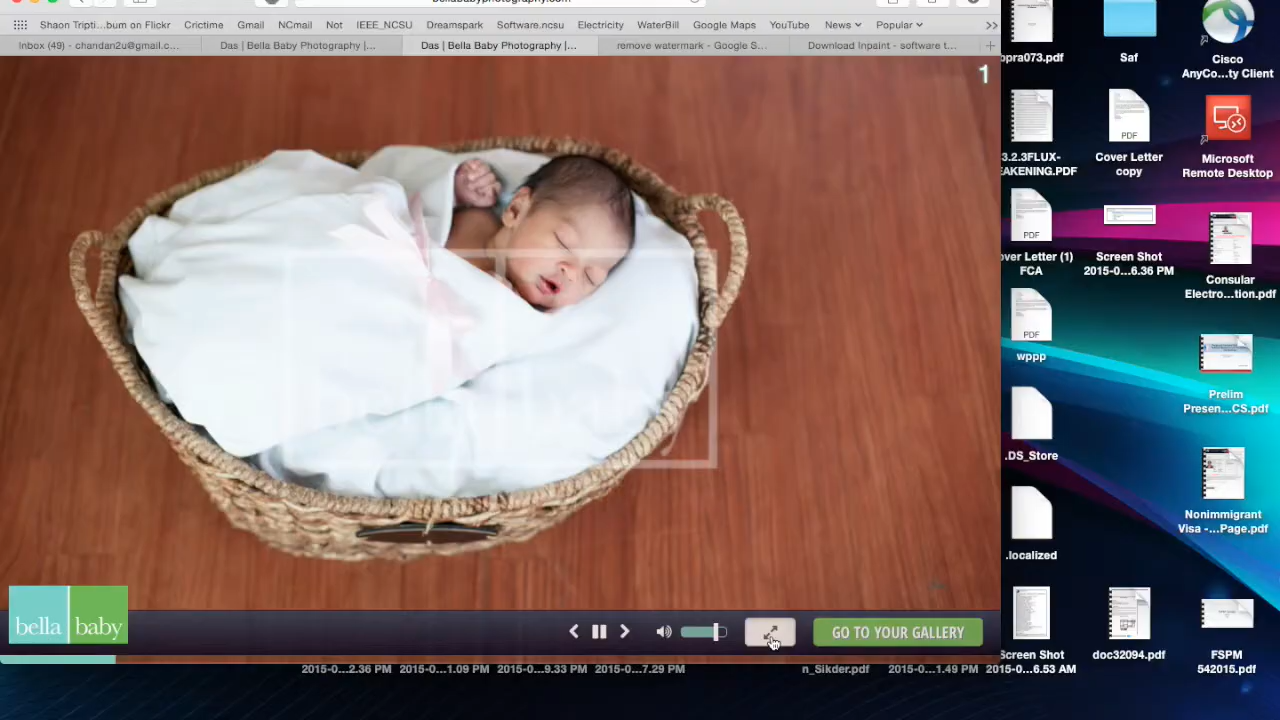 bellababyphotography.com
Shaon Tripti...bum on Flickr Crictime Gmail NCmail Not IEEE_NCSU Dreamspark Software.ncsu Electricity WaterBill Google Maps YouTube News Popular
Inbox (49) - chandan2u@gmail.c... Das | Bella Baby Photography |... Das | Bella Baby Photography |... remove watermark - Google S... Download Inpaint - software t...
1
bella baby
GO TO YOUR GALLERY
2015-0...2.36 PM 2015-0...1.09 PM 2015-0...9.33 PM 2015-0...7.29 PM n_Sikder.pdf 2015-0...1.49 PM 2015-0...6.53 AM
ppra073.pdf
Saf
Cisco
AnyCo...ty Client
3.2.3FLUX-
EAKENING.PDF
PDF
Cover Letter
copy
Microsoft
Remote Desktop
PDF
over Letter (1)
FCA
Screen Shot
2015-0...6.36 PM
Consular
Electro...tion.pdf
PDF
wppp
Prelim
Presen...CS.pdf
.DS_Store
Nonimmigrant
Visa -...Page.pdf
.localized
Screen Shot
doc32094.pdf
FSPM
542015.pdf